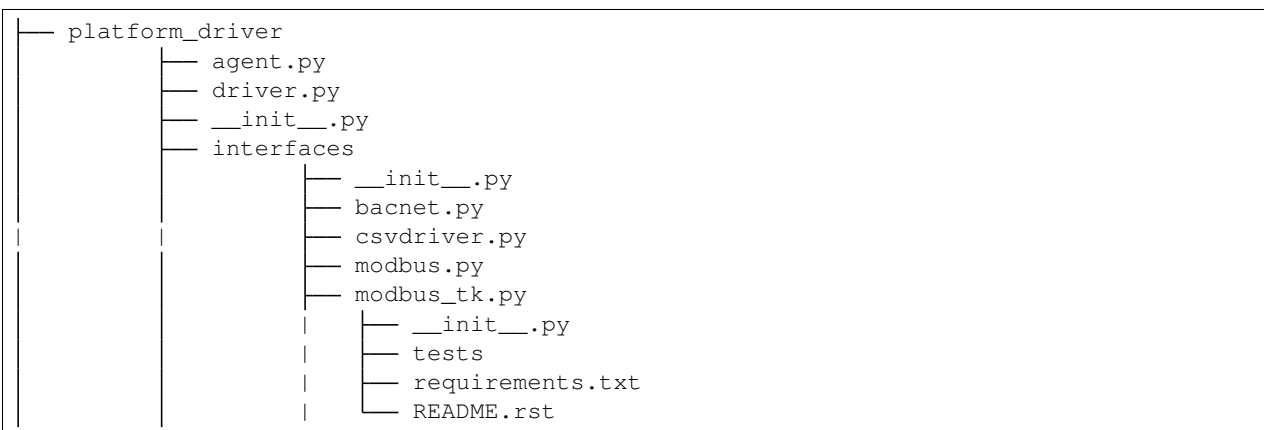 ├── platform_driver
│ ├── agent.py
│ ├── driver.py
│ ├── __init__.py
│ ├── interfaces
│ │ ├── __init__.py
│ │ ├── bacnet.py
| | ├── csvdriver.py
│ │ ├── modbus.py
│ │ ├── modbus_tk.py
│ │ | ├── __init__.py
│ │ | ├── tests
│ │ | ├── requirements.txt
│ │ | └── README.rst